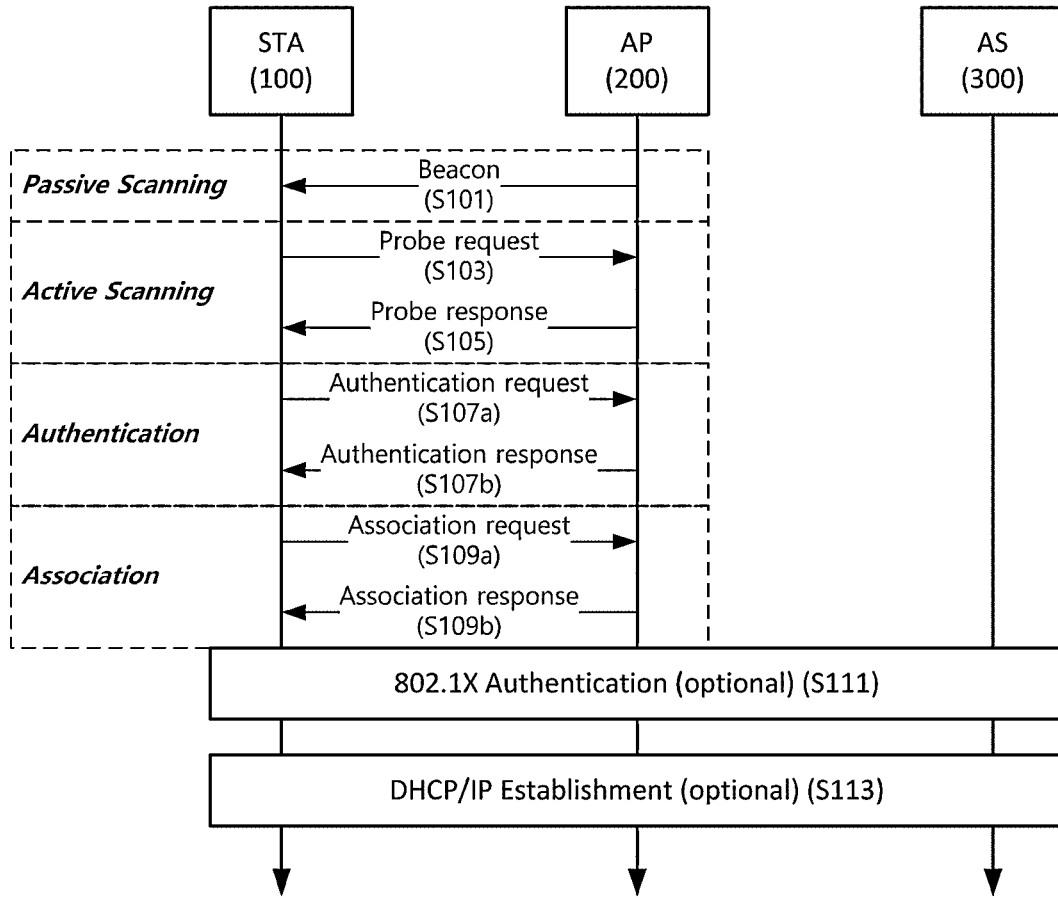 STA
(100)
AP
(200)
AS
(300)
Passive Scanning
Beacon
(S101)
Active Scanning
Probe request
(S103)
Probe response
(S105)
Authentication
Authentication request
(S107a)
Authentication response
(S107b)
Association
Association request
(S109a)
Association response
(S109b)
802.1X Authentication (optional) (S111)
DHCP/IP Establishment (optional) (S113)